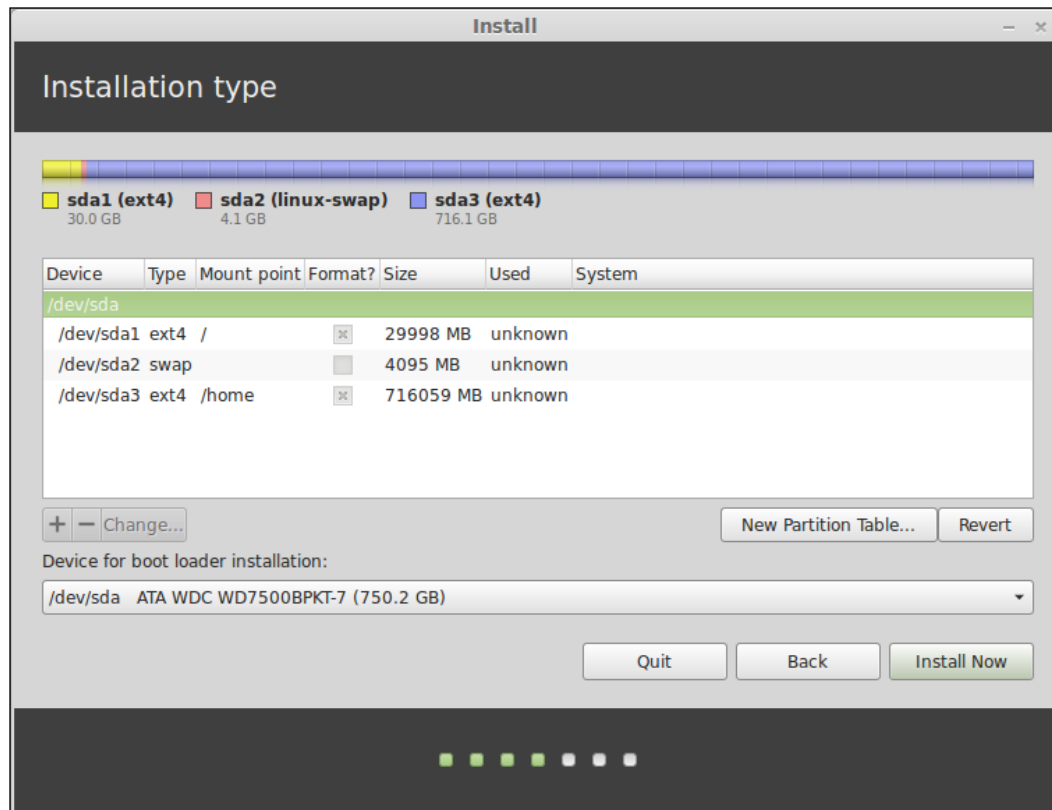 Install
Installation type
sda1 (ext4) sda2 (linux-swap) sda3 (ext4)
30.0 GB 4.1 GB 716.1 GB
Device Type Mount point Format? Size Used System
/dev/sda
/dev/sda1 ext4 / 29998 MB unknown
/dev/sda2 swap 4095 MB unknown
/dev/sda3 ext4 /home 716059 MB unknown
+ − Change... New Partition Table... Revert
Device for boot loader installation:
/dev/sda ATA WDC WD7500BPKT-7 (750.2 GB)
Quit Back Install Now